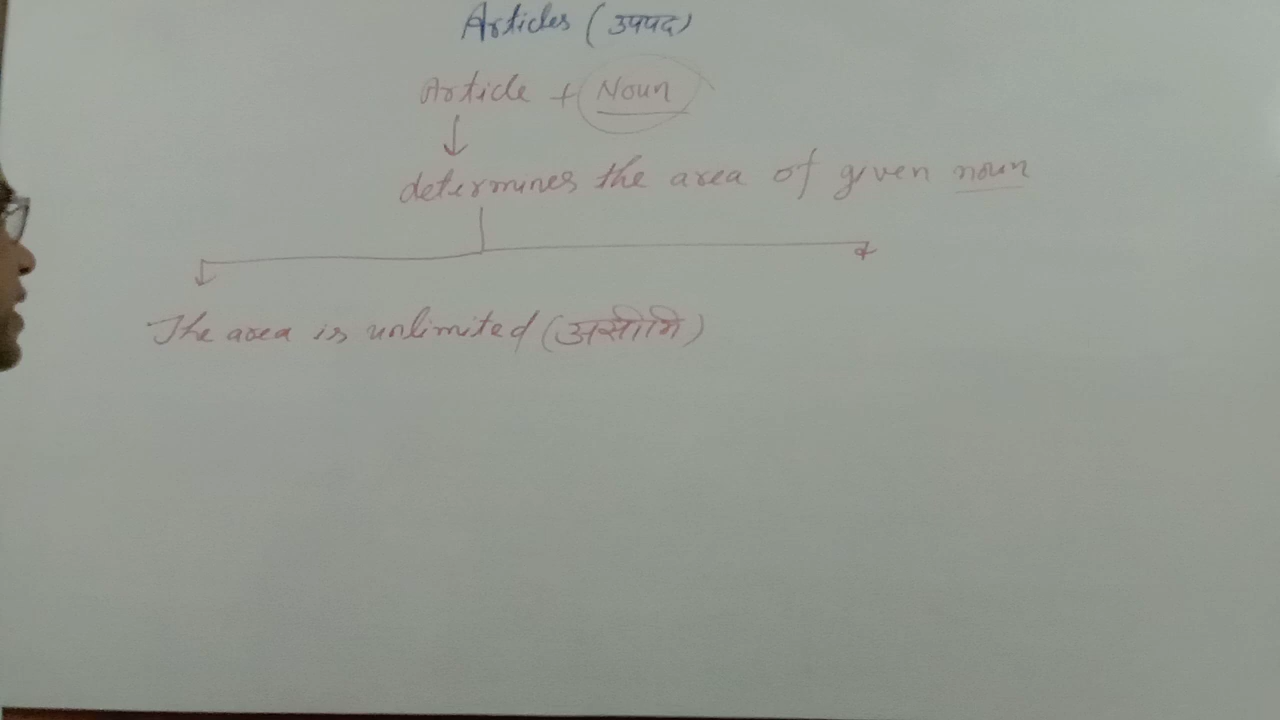 Articles (उपपद)
Article + Noun
determines the area of given noun
The area is unlimited (असीमि)